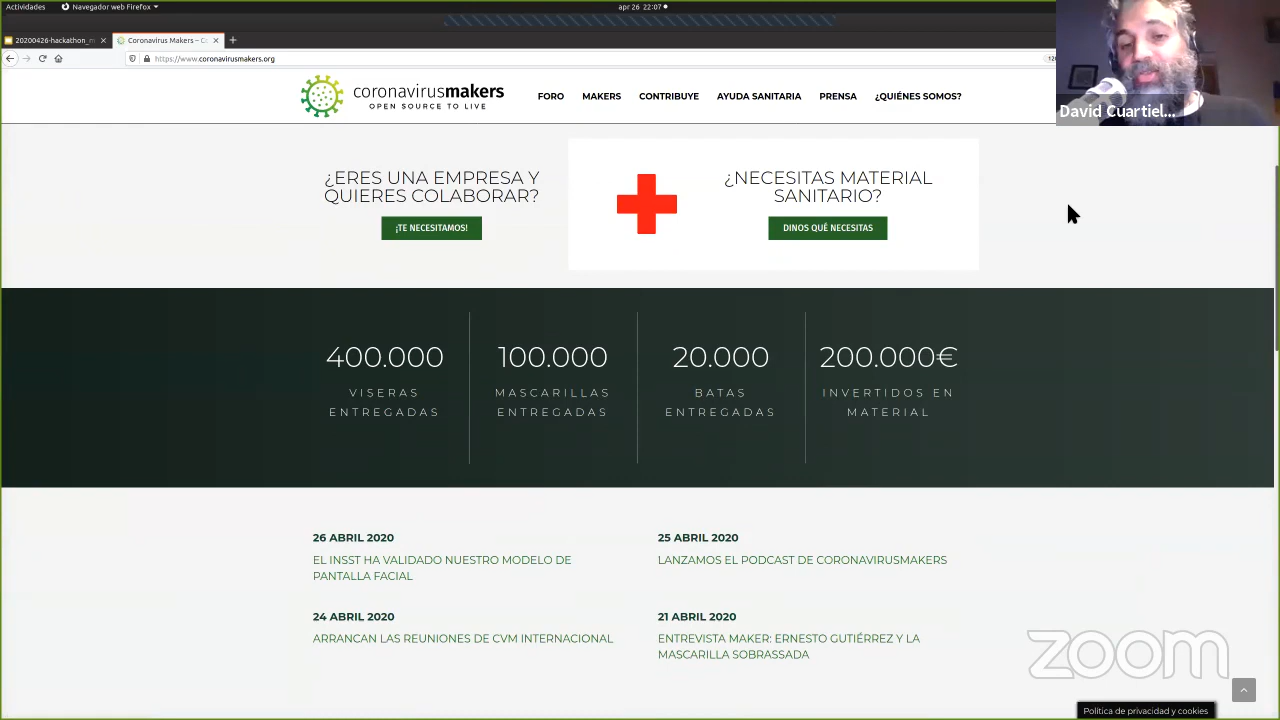 Actividades
Navegador web Firefox
apr 26 22:07
20200426-hackathon_m
Coronavirus Makers – C
https://www.coronavirusmakers.org
David Cuartiel...
coronavirusmakers
OPEN SOURCE TO LIVE
FORO
MAKERS
CONTRIBUYE
AYUDA SANITARIA
PRENSA
¿QUIÉNES SOMOS?
¿ERES UNA EMPRESA Y
QUIERES COLABORAR?
¡TE NECESITAMOS!
¿NECESITAS MATERIAL
SANITARIO?
DINOS QUÉ NECESITAS
400.000
VISERAS
ENTREGADAS
100.000
MASCARILLAS
ENTREGADAS
20.000
BATAS
ENTREGADAS
200.000€
INVERTIDOS EN
MATERIAL
26 ABRIL 2020
EL INSST HA VALIDADO NUESTRO MODELO DE
PANTALLA FACIAL
25 ABRIL 2020
LANZAMOS EL PODCAST DE CORONAVIRUSMAKERS
24 ABRIL 2020
ARRANCAN LAS REUNIONES DE CVM INTERNACIONAL
21 ABRIL 2020
ENTREVISTA MAKER: ERNESTO GUTIÉRREZ Y LA
MASCARILLA SOBRASSADA
zoom
Política de privacidad y cookies